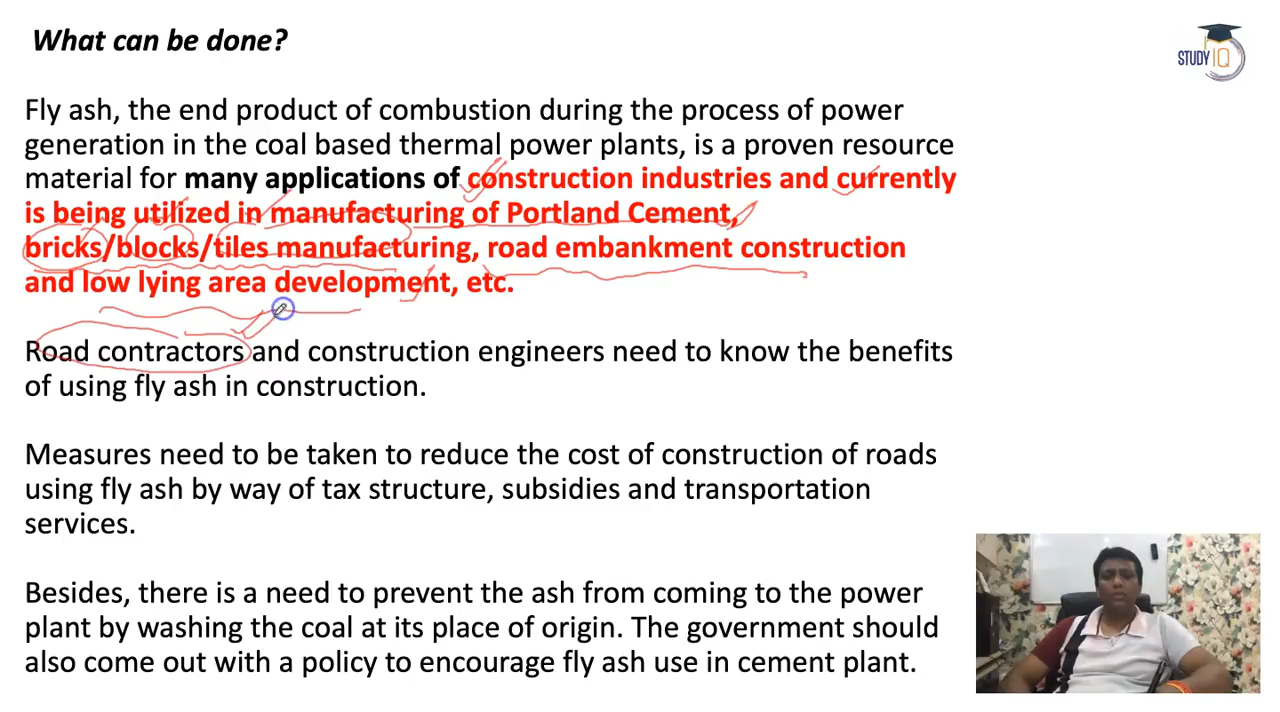 What can be done?
STUDY IQ
Fly ash, the end product of combustion during the process of power
generation in the coal based thermal power plants, is a proven resource
material for many applications of construction industries and currently
is being utilized in manufacturing of Portland Cement,
bricks/blocks/tiles manufacturing, road embankment construction
and low lying area development, etc.
Road contractors and construction engineers need to know the benefits
of using fly ash in construction.
Measures need to be taken to reduce the cost of construction of roads
using fly ash by way of tax structure, subsidies and transportation
services.
Besides, there is a need to prevent the ash from coming to the power
plant by washing the coal at its place of origin. The government should
also come out with a policy to encourage fly ash use in cement plant.